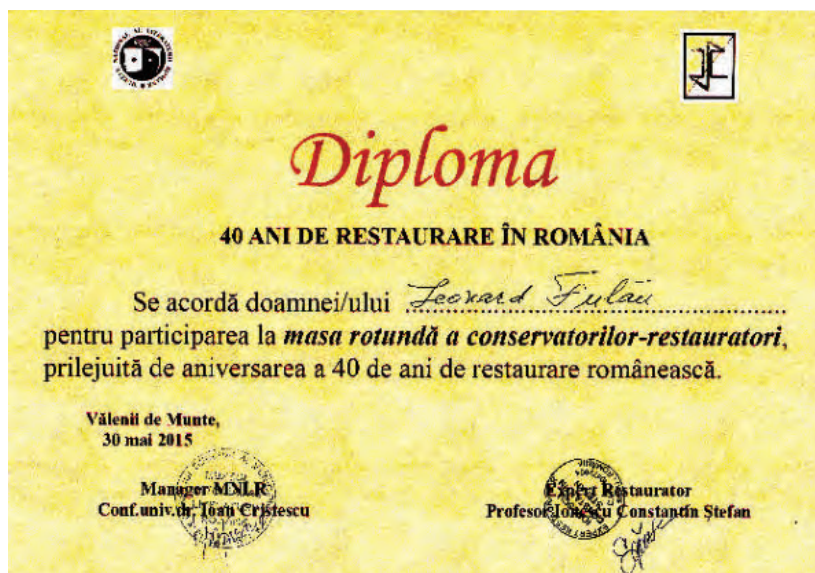 Diploma
40 ANI DE RESTAURARE ÎN ROMÂNIA
Se acordă doamnei/ului Leonard
pentru participarea la masa rotundă a conservatorilor-restauratori,
prilejuită de aniversarea a 40 de ani de restaurare românească.
Vălenii de Munte,
30 mai 2015
Manager MNLR
Conf.univ.dr. Ioan Cristescu
Expert Restaurator
Profesor Ionescu Constantin Ștefan